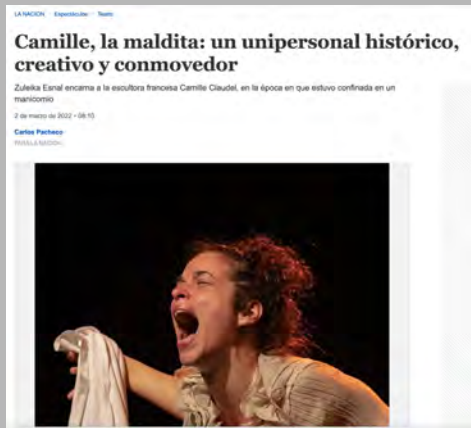 LA NACION Espectáculos Teatro
Camille, la maldita: un unipersonal histórico,
creativo y conmovedor
Zuleika Esnal encarna a la escultora francesa Camille Claudel, en la época en que estuvo confinada en un
manicomio
2 de marzo de 2022 • 08:10
Carlos Pacheco
PARA LA NACION